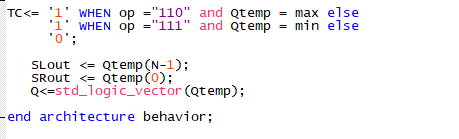 TC<= '1' WHEN op ="110" and Qtemp = max else
'1' WHEN op ="111" and Qtemp = min else
'0';
SLout <= Qtemp(N-1);
SRout <= Qtemp(0);
Q<=std_logic_vector(Qtemp);
end architecture behavior;